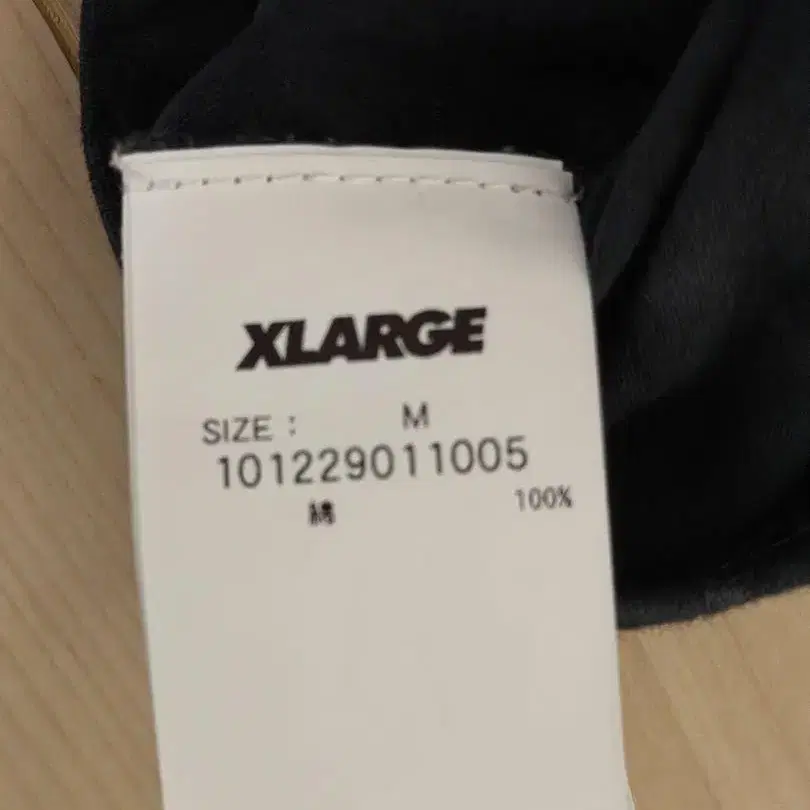 XLARGE
SIZE : M
101229011005
綿 100%